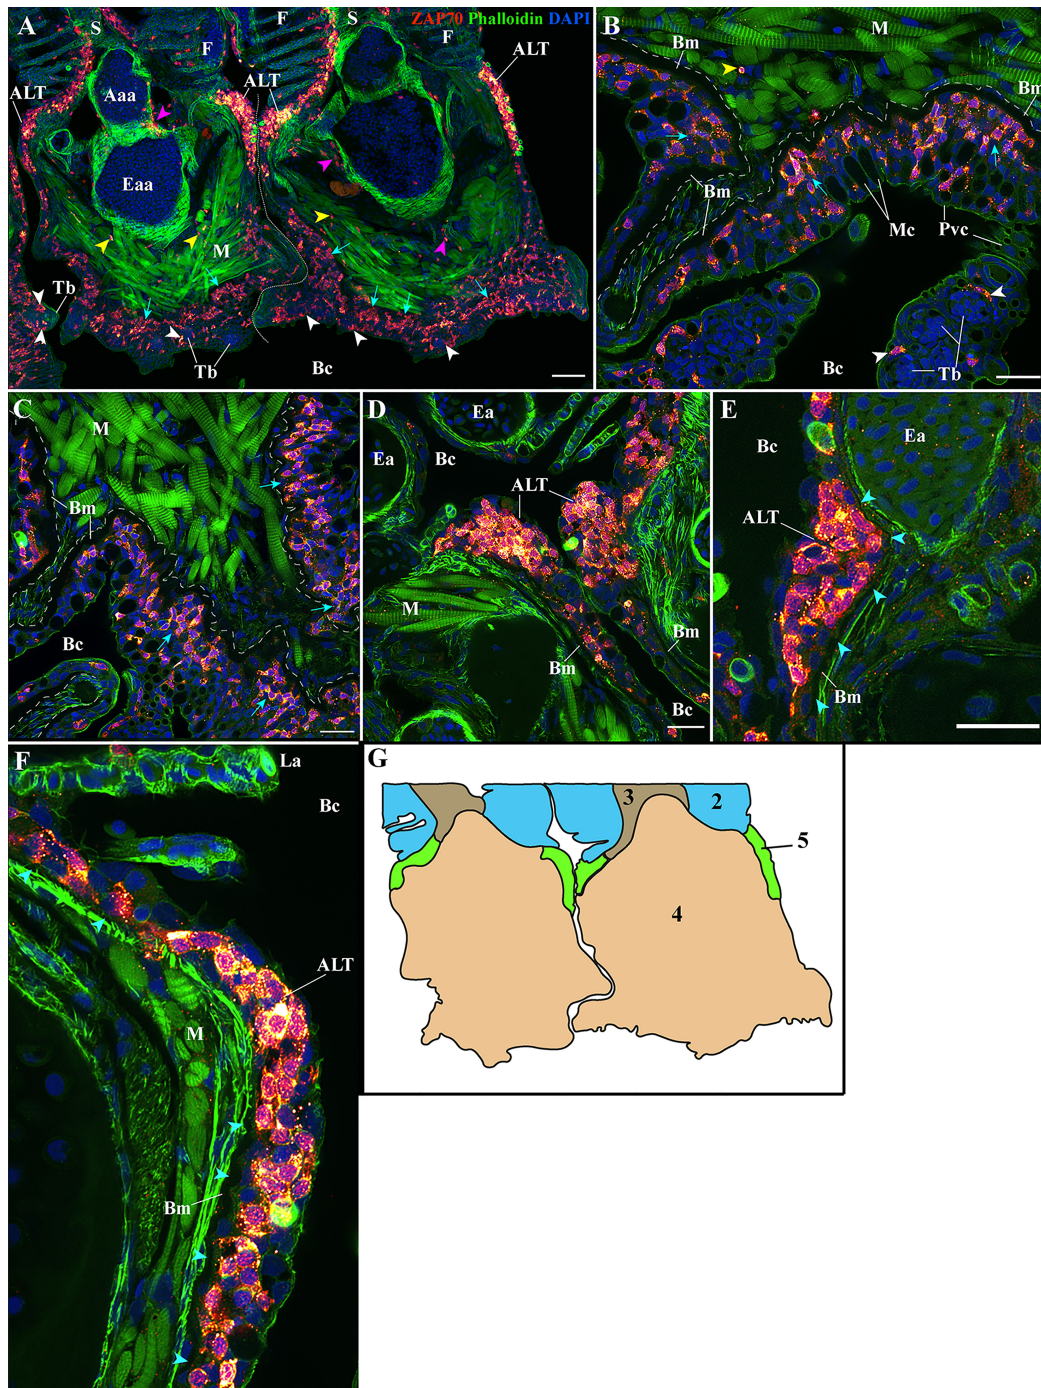 A S F S ZAP70 Phalloidin DAPI
F F
ALT ALT ALT
Aaa
Eaa
M
Tb
Tb
Bc
B M
Bm Bm
Bm
Mc Pvc
Tb
Bc
C M
Bm
Bc
D Ea
Ea Bc
ALT
M
Bm Bm
Bc
E
Bc Ea
ALT
Bm
F La
Bc
ALT
M
Bm
G
3 2
5
4